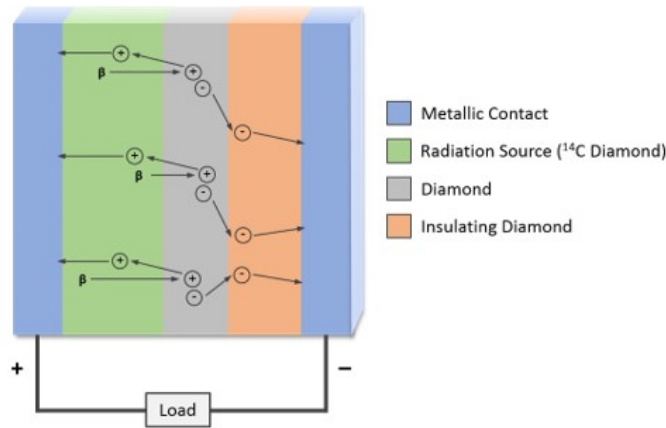 β
β
β
+
−
Load
Metallic Contact
Radiation Source (¹⁴C Diamond)
Diamond
Insulating Diamond